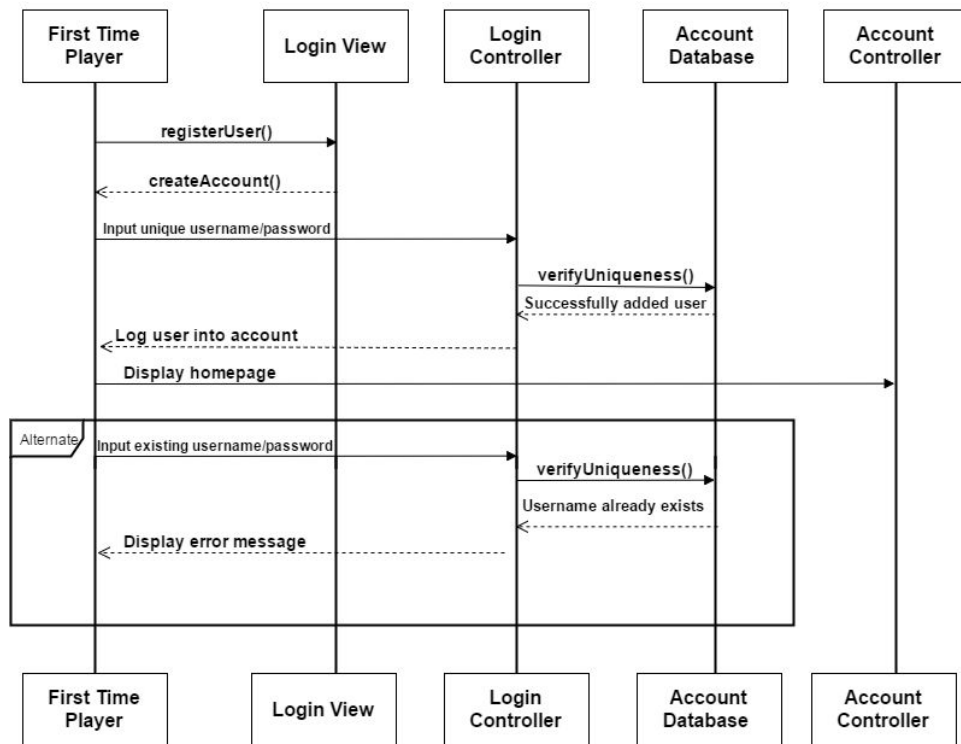 First Time
Player
Login View
Login
Controller
Account
Database
Account
Controller
registerUser()
createAccount()
Input unique username/password
verifyUniqueness()
Successfully added user
Log user into account
Display homepage
Alternate
Input existing username/password
verifyUniqueness()
Username already exists
Display error message
First Time
Player
Login View
Login
Controller
Account
Database
Account
Controller